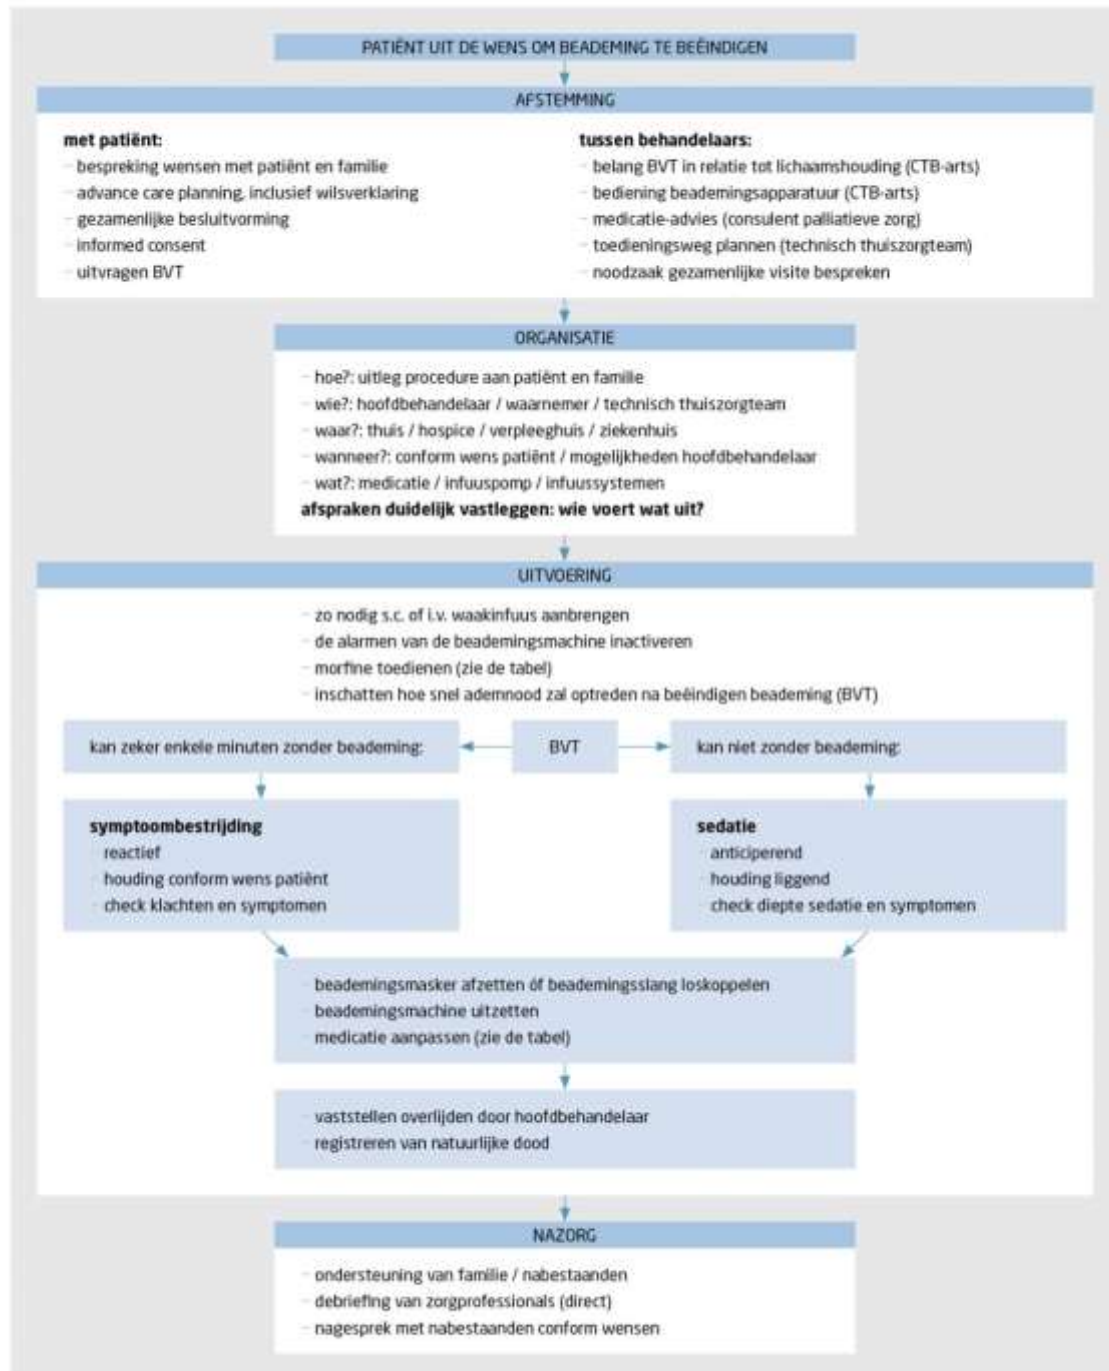 PATIËNT UIT DE WENS OM BEADEMING TE BEËINDIGEN
AFSTEMMING
met patiënt:
- bespreking wensen met patiënt en familie
- advance care planning, inclusief wilsverklaring
- gezamenlijke besluitvorming
- informed consent
- uitvragen BVT
tussen behandelaars:
- belang BVT in relatie tot lichaamshouding (CTB-arts)
- bediening beademingsapparatuur (CTB-arts)
- medicatie-advies (consulent palliatieve zorg)
- toedieningsweg plannen (technisch thuiszorgteam)
- noodzaak gezamenlijke visite bespreken
ORGANISATIE
- hoe?: uitleg procedure aan patiënt en familie
- wie?: hoofdbehandelaar / waarnemer / technisch thuiszorgteam
- waar?: thuis / hospice / verpleeghuis / ziekenhuis
- wanneer?: conform wens patiënt / mogelijkheden hoofdbehandelaar
- wat?: medicatie / infuuspomp / infuussystemen
afspraken duidelijk vastleggen: wie voert wat uit?
UITVOERING
- zo nodig s.c. of i.v. waakinfuus aanbrengen
- de alarmen van de beademingsmachine inactiveren
- morfine toedienen (zie de tabel)
- inschatten hoe snel ademnood zal optreden na beëindigen beademing (BVT)
kan zeker enkele minuten zonder beademing:
BVT
kan niet zonder beademing:
symptoombestrijding
- reactief
- houding conform wens patiënt
- check klachten en symptomen
sedatie
- anticiperend
- houding liggend
- check diepte sedatie en symptomen
- beademingsmasker afzetten óf beademingsslang loskoppelen
- beademingsmachine uitzetten
- medicatie aanpassen (zie de tabel)
- vaststellen overlijden door hoofdbehandelaar
- registreren van natuurlijke dood
NAZORG
- ondersteuning van familie / nabestaanden
- debriefing van zorgprofessionals (direct)
- nagesprek met nabestaanden conform wensen